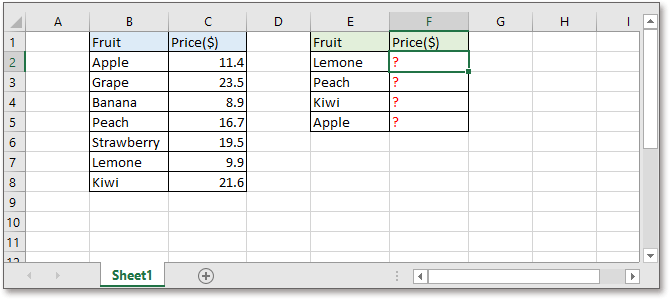 A B C D E F G H I
1 Fruit Price($) Fruit Price($)
2 Apple 11.4 Lemone ?
3 Grape 23.5 Peach ?
4 Banana 8.9 Kiwi ?
5 Peach 16.7 Apple ?
6 Strawberry 19.5
7 Lemone 9.9
8 Kiwi 21.6
9
10
11
12
Sheet1